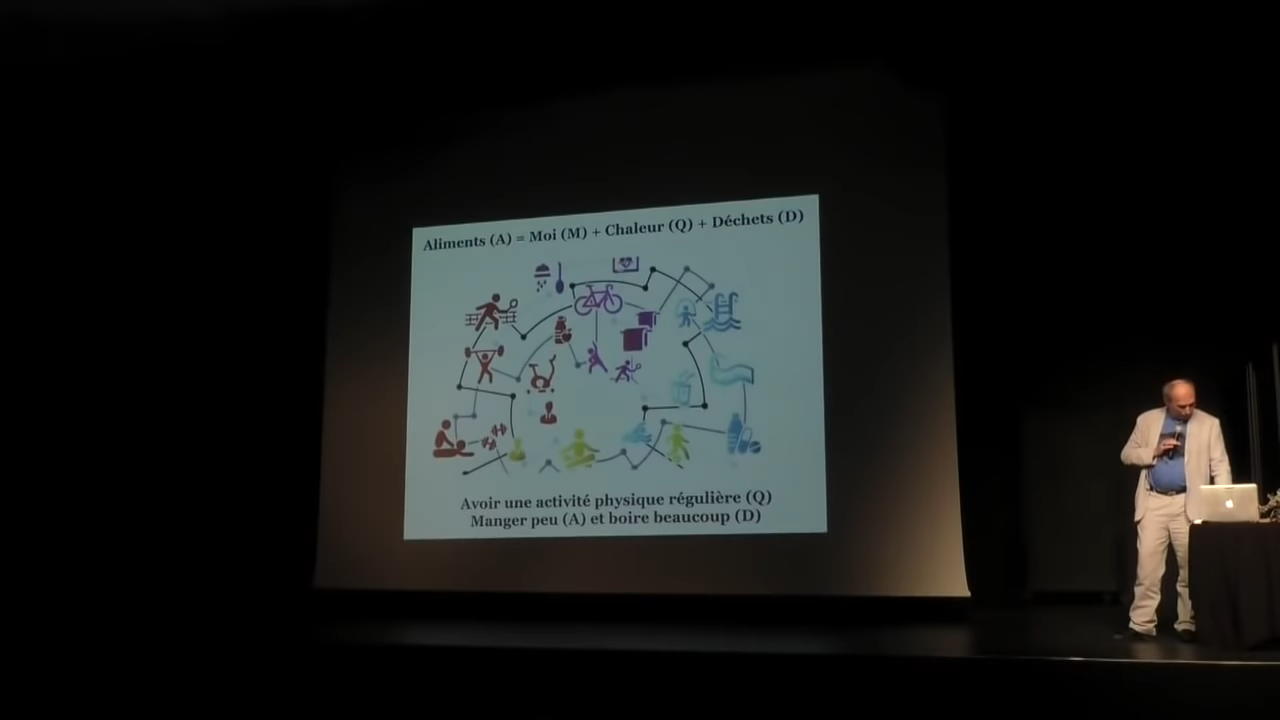 Aliments (A) = Moi (M) + Chaleur (Q) + Déchets (D)
Avoir une activité physique régulière (Q)
Manger peu (A) et boire beaucoup (D)